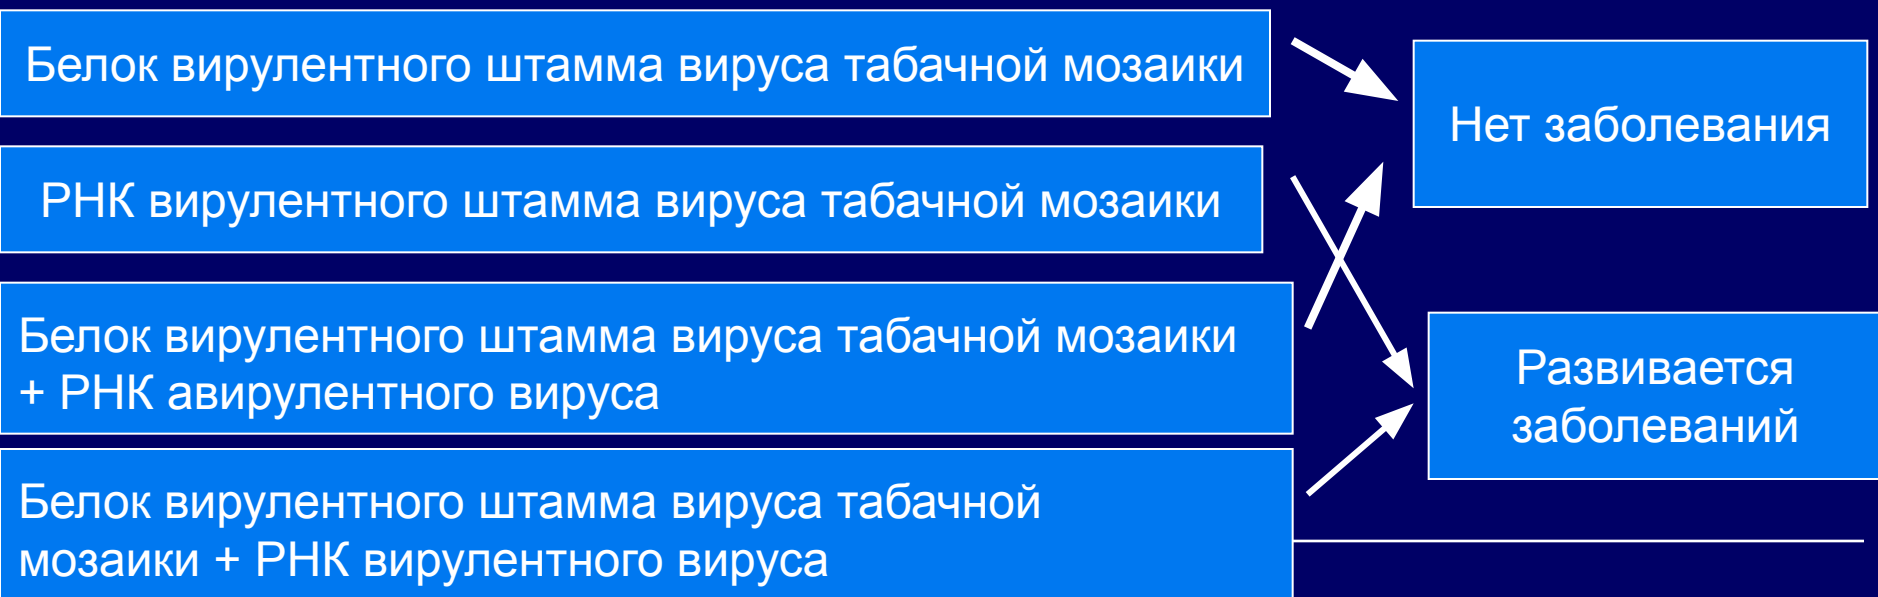 Белок вирулентного штамма вируса табачной мозаики
Нет заболевания
РНК вирулентного штамма вируса табачной мозаики
Белок вирулентного штамма вируса табачной мозаики
+ РНК авирулентного вируса
Развивается
заболеваний
Белок вирулентного штамма вируса табачной
мозаики + РНК вирулентного вируса